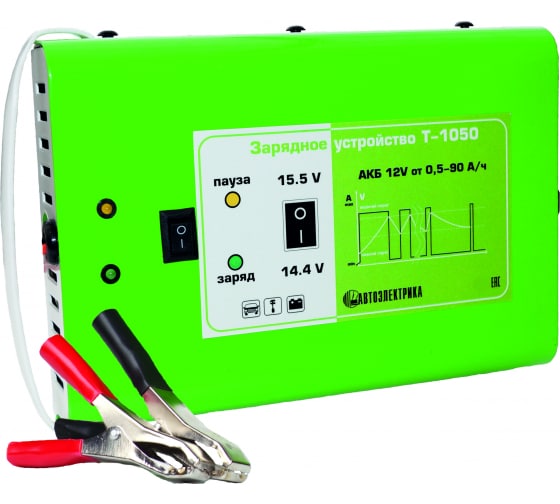 Зарядное устройство Т-1050
пауза
15.5 V
АКБ 12V от 0,5-90 А/ч
A
V
I
O
I
O
заряд
14.4 V
АВТОЭЛЕКТРИКА
EAC